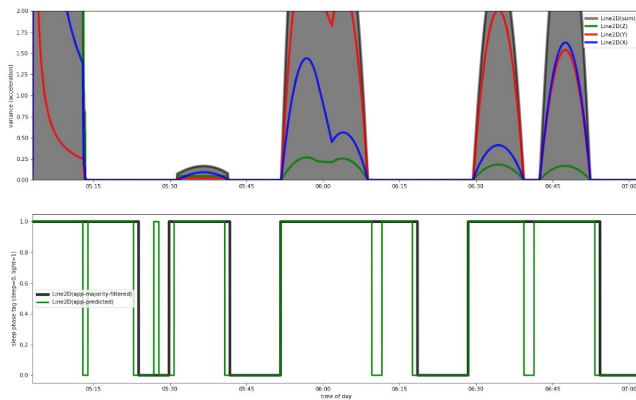 2.00
1.75
1.50
1.25
1.00
0.75
0.50
0.25
0.00
variance (acceleration)
Line2D(sum)
Line2D(Z)
Line2D(Y)
Line2D(X)
05:15 05:30 05:45 06:00 06:15 06:30 06:45 07:00
1.0
0.8
0.6
0.4
0.2
0.0
sleep phase tag (deep=0, light=1)
Line2D(app-majority-filtered)
Line2D(app-predicted)
05:15 05:30 05:45 06:00 06:15 06:30 06:45 07:00
time of day